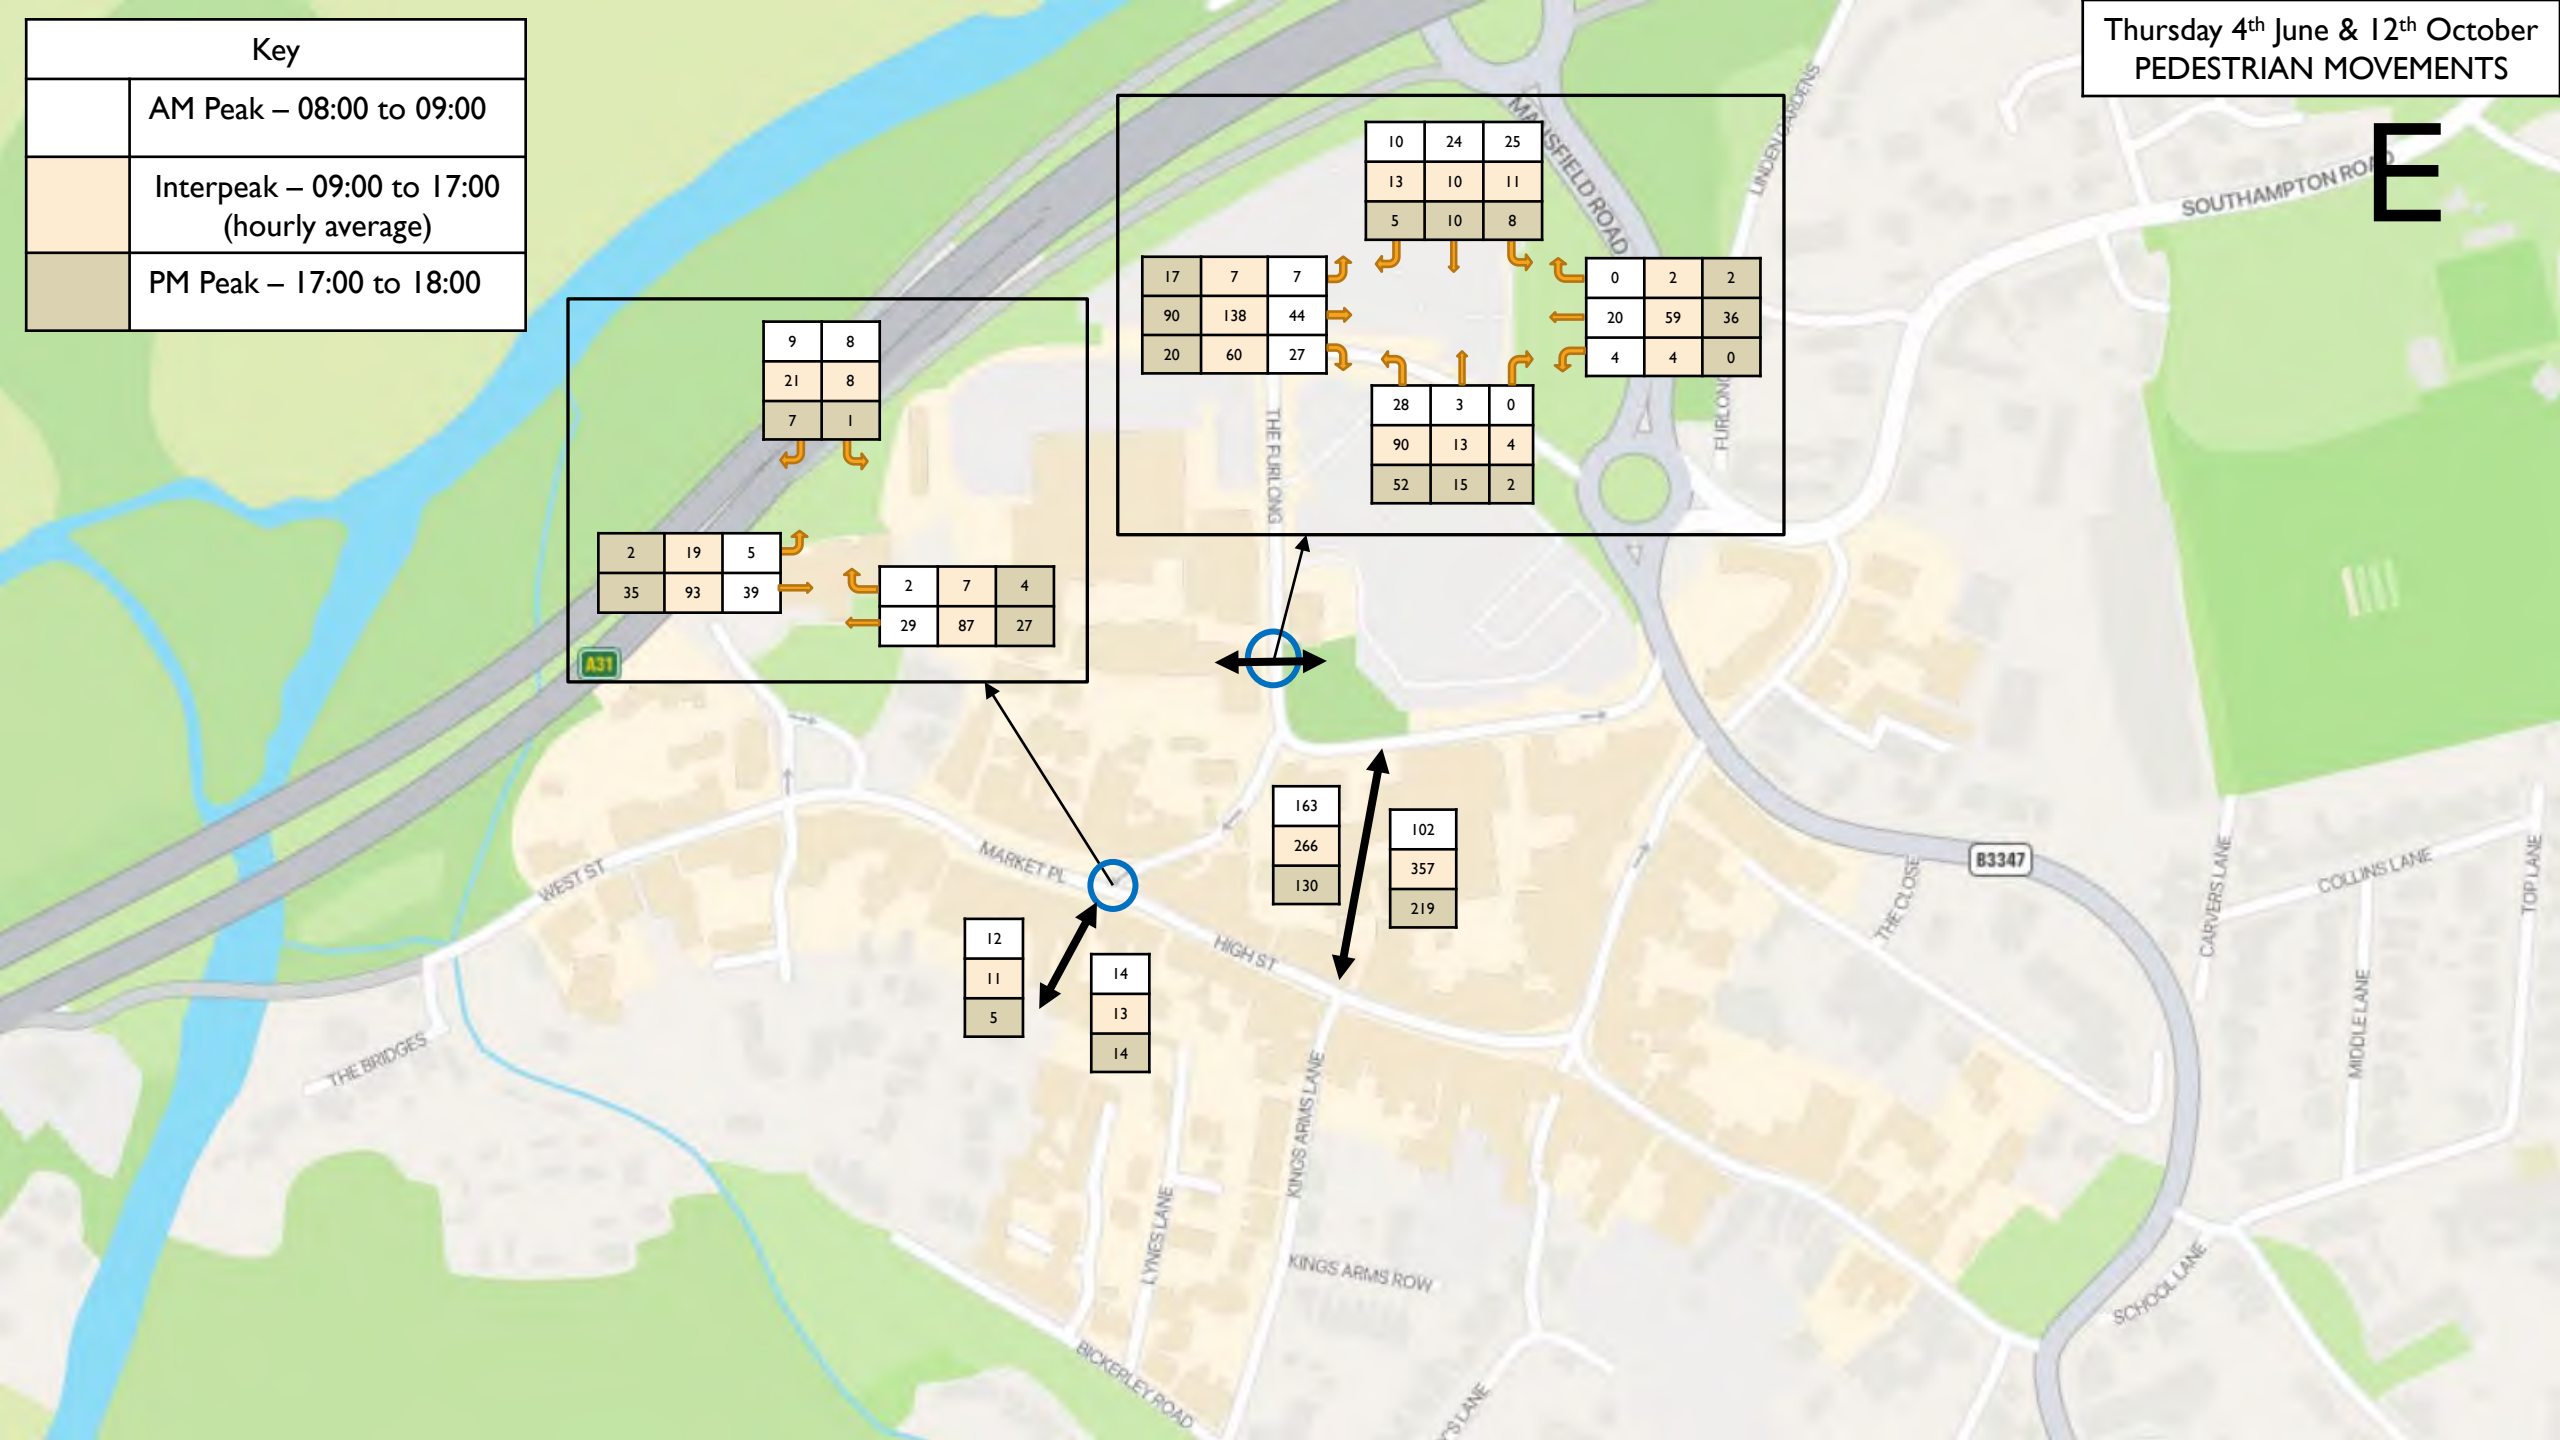 Key
AM Peak – 08:00 to 09:00
Interpeak – 09:00 to 17:00
(hourly average)
PM Peak – 17:00 to 18:00
Thursday 4th June & 12th October
PEDESTRIAN MOVEMENTS
E
10 24 25
13 10 11
5 10 8
17 7 7
90 138 44
20 60 27
0 2 2
20 59 36
4 4 0
28 3 0
90 13 4
52 15 2
9 8
21 8
7 1
2 19 5
35 93 39
2 7 4
29 87 27
163
266
130
102
357
219
12
11
5
14
13
14
LINDEN GARDENS
SOUTHAMPTON ROAD
THE FURLONG
A31
MARKET PL
WEST ST
HIGH ST
B3347
THE CLOSE
CARVERS LANE
COLLINS LANE
TOP LANE
MIDDLE LANE
THE BRIDGES
KINGS ARMS LANE
LYNES LANE
KINGS ARMS ROW
SCHOOL LANE
BICKERLEY ROAD
LANE